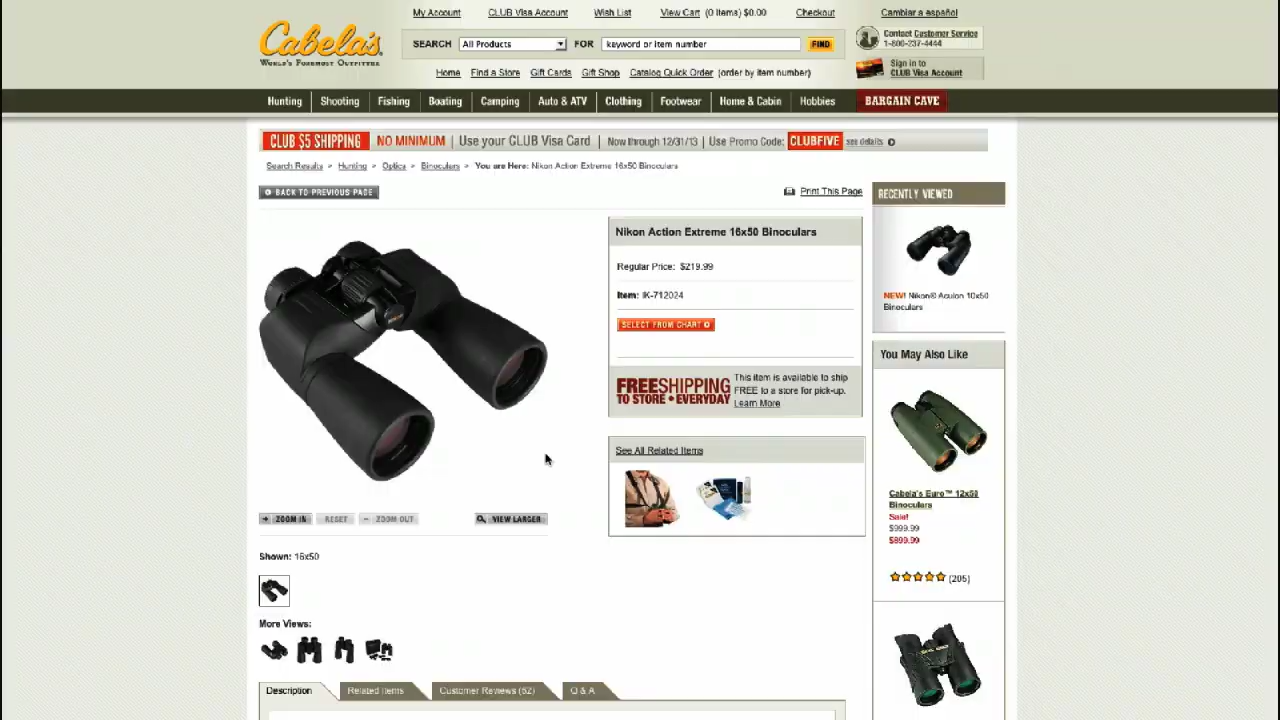 My Account CLUB Visa Account Wish List View Cart (0 Items) $0.00 Checkout Cambiar a español
Cabela's
WORLD'S FOREMOST OUTFITTER
SEARCH All Products FOR keyword or item number FIND
Contact Customer Service
1-800-237-4444
Home Find a Store Gift Cards Gift Shop Catalog Quick Order (order by item number)
Sign in to
CLUB Visa Account
Hunting Shooting Fishing Boating Camping Auto & ATV Clothing Footwear Home & Cabin Hobbies BARGAIN CAVE
CLUB $5 SHIPPING NO MINIMUM | Use your CLUB Visa Card | Now through 12/31/13 | Use Promo Code: CLUBFIVE see details
Search Results > Hunting > Optics > Binoculars > You are Here: Nikon Action Extreme 16x50 Binoculars
BACK TO PREVIOUS PAGE
Print This Page
RECENTLY VIEWED
Nikon Action Extreme 16x50 Binoculars
Regular Price: $219.99
Item: IK-712024
SELECT FROM CHART
NEW! Nikon® Aculon 10x50
Binoculars
FREE SHIPPING
TO STORE • EVERYDAY
This item is available to ship
FREE to a store for pick-up.
Learn More
You May Also Like
See All Related Items
Cabela's Euro™ 12x50
Binoculars
Sale!
$999.99
$899.99
(205)
ZOOM IN RESET ZOOM OUT VIEW LARGER
Shown: 16x50
More Views:
Description Related Items Customer Reviews (52) Q & A